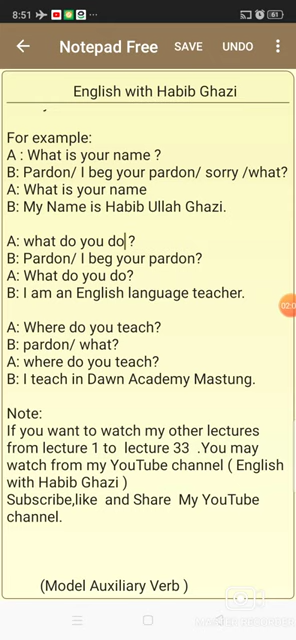 8:51
61
Notepad Free SAVE UNDO
English with Habib Ghazi
For example:
A : What is your name ?
B: Pardon/ I beg your pardon/ sorry /what?
A: What is your name
B: My Name is Habib Ullah Ghazi.
A: what do you do ?
B: Pardon/ I beg your pardon?
A: What do you do?
B: I am an English language teacher.
A: Where do you teach?
B: pardon/ what?
A: where do you teach?
B: I teach in Dawn Academy Mastung.
Note:
If you want to watch my other lectures
from lecture 1 to lecture 33 .You may
watch from my YouTube channel ( English
with Habib Ghazi )
Subscribe,like and Share My YouTube
channel.
(Model Auxiliary Verb )